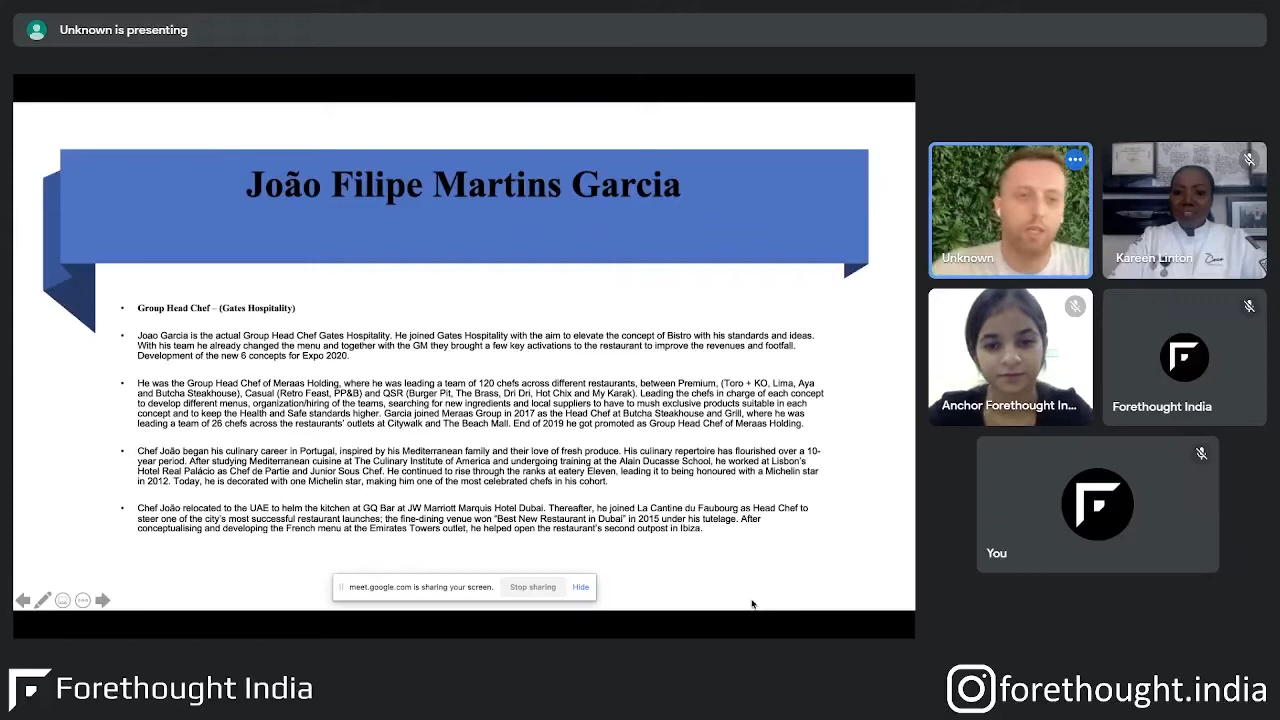 Unknown is presenting
João Filipe Martins Garcia
• Group Head Chef – (Gates Hospitality)
• Joao Garcia is the actual Group Head Chef Gates Hospitality. He joined Gates Hospitality with the aim to elevate the concept of Bistro with his standards and ideas.
With his team he already changed the menu and together with the GM they brought a few key activations to the restaurant to improve the revenues and footfall.
Development of the new 6 concepts for Expo 2020.
• He was the Group Head Chef of Meraas Holding, where he was leading a team of 120 chefs across different restaurants, between Premium, (Toro + KO, Lima, Aya
and Butcha Steakhouse), Casual (Retro Feast, PP&B) and QSR (Burger Pit, The Brass, Dri Dri, Hot Chix and My Karak). Leading the chefs in charge of each concept
to develop different menus, organization/hiring of the teams, searching for new ingredients and local suppliers to have to mush exclusive products suitable in each
concept and to keep the Health and Safe standards higher. Garcia joined Meraas Group in 2017 as the Head Chef at Butcha Steakhouse and Grill, where he was
leading a team of 26 chefs across the restaurants' outlets at Citywalk and The Beach Mall. End of 2019 he got promoted as Group Head Chef of Meraas Holding.
• Chef João began his culinary career in Portugal, inspired by his Mediterranean family and their love of fresh produce. His culinary repertoire has flourished over a 10-
year period. After studying Mediterranean cuisine at The Culinary Institute of America and undergoing training at the Alain Ducasse School, he worked at Lisbon's
Hotel Real Palácio as Chef de Partie and Junior Sous Chef. He continued to rise through the ranks at eatery Eleven, leading it to being honoured with a Michelin star
in 2012. Today, he is decorated with one Michelin star, making him one of the most celebrated chefs in his cohort.
• Chef João relocated to the UAE to helm the kitchen at GQ Bar at JW Marriott Marquis Hotel Dubai. Thereafter, he joined La Cantine du Faubourg as Head Chef to
steer one of the city's most successful restaurant launches; the fine-dining venue won "Best New Restaurant in Dubai" in 2015 under his tutelage. After
conceptualising and developing the French menu at the Emirates Towers outlet, he helped open the restaurant's second outpost in Ibiza.
meet.google.com is sharing your screen.
Stop sharing
Hide
Unknown
Kareen Linton
Anchor Forethought In...
Forethought India
You
Forethought India
forethought.india